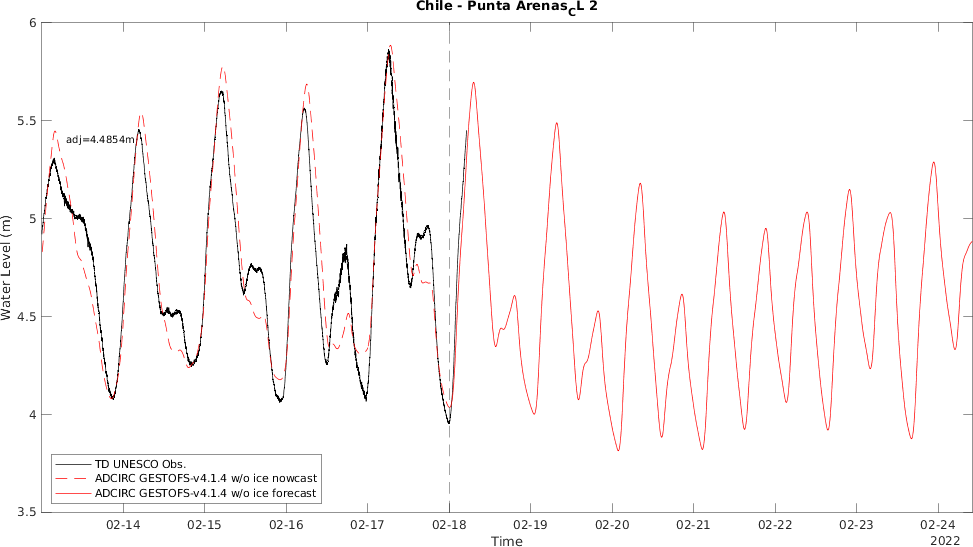 Chile - Punta Arenas_CL 2
6
5.5
5
4.5
4
3.5
Water Level (m)
adj=4.4854m
TD UNESCO Obs.
ADCIRC GESTOFS-v4.1.4 w/o ice nowcast
ADCIRC GESTOFS-v4.1.4 w/o ice forecast
02-14 02-15 02-16 02-17 02-18 02-19 02-20 02-21 02-22 02-23 02-24
Time
2022